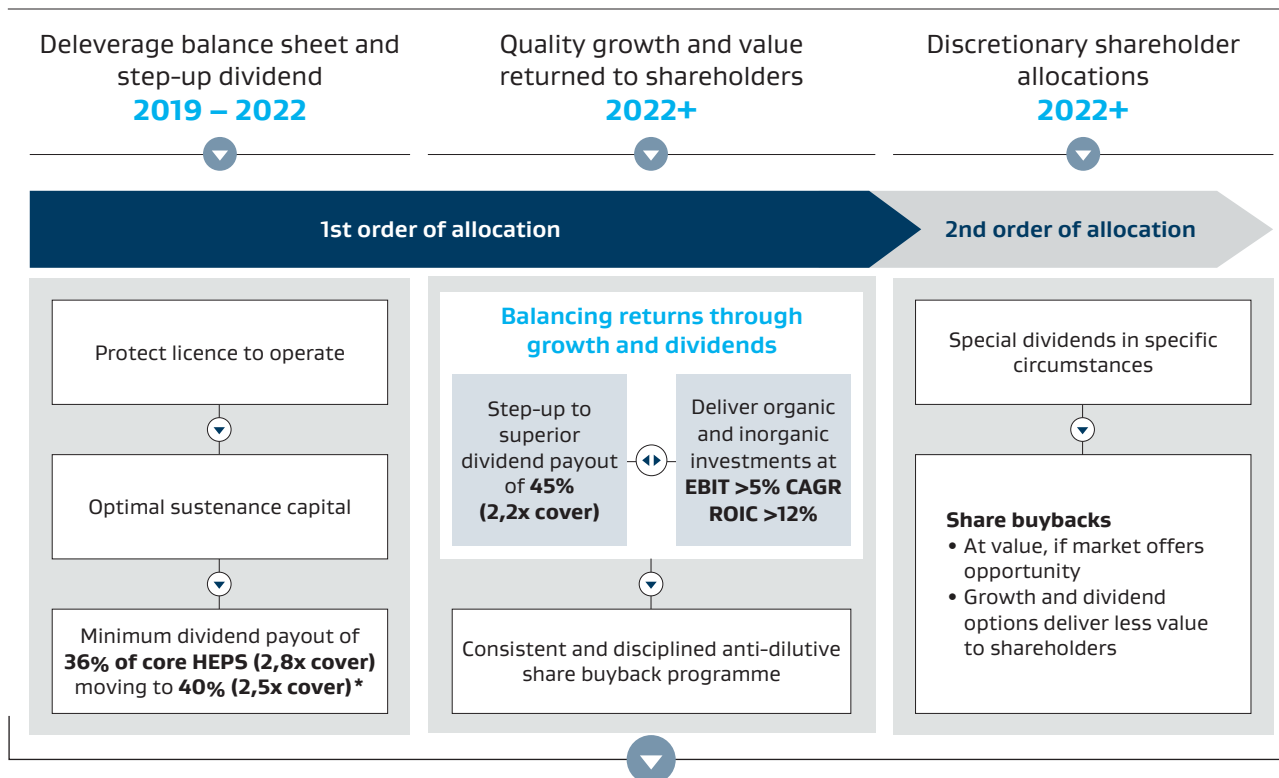 Deleverage balance sheet and
step-up dividend
2019 – 2022
Quality growth and value
returned to shareholders
2022+
Discretionary shareholder
allocations
2022+
1st order of allocation
2nd order of allocation
Protect licence to operate
Optimal sustenance capital
Minimum dividend payout of
36% of core HEPS (2,8x cover)
moving to 40% (2,5x cover)*
Balancing returns through
growth and dividends
Step-up to
superior
dividend payout
of 45%
(2,2x cover)
Deliver organic
and inorganic
investments at
EBIT >5% CAGR
ROIC >12%
Consistent and disciplined anti-dilutive
share buyback programme
Special dividends in specific
circumstances
Share buybacks
• At value, if market offers
opportunity
• Growth and dividend
options deliver less value
to shareholders